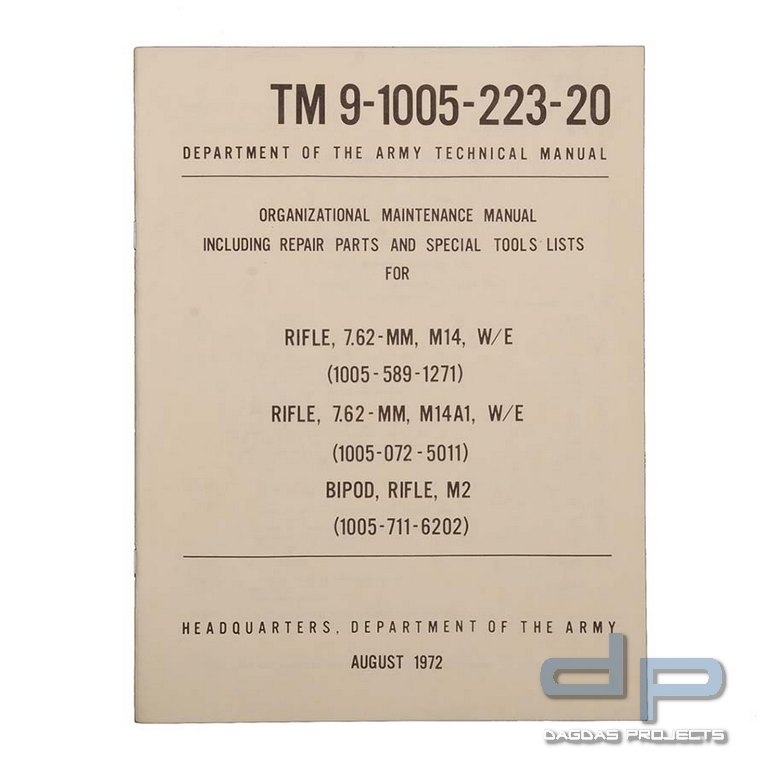 TM 9-1005-223-20
DEPARTMENT OF THE ARMY TECHNICAL MANUAL
ORGANIZATIONAL MAINTENANCE MANUAL
INCLUDING REPAIR PARTS AND SPECIAL TOOLS LISTS
FOR
RIFLE, 7.62-MM, M14, W/E
(1005-589-1271)
RIFLE, 7.62-MM, M14A1, W/E
(1005-072-5011)
BIPOD, RIFLE, M2
(1005-711-6202)
HEADQUARTERS, DEPARTMENT OF THE ARMY
AUGUST 1972
dp
DAGDAS PROJECTS